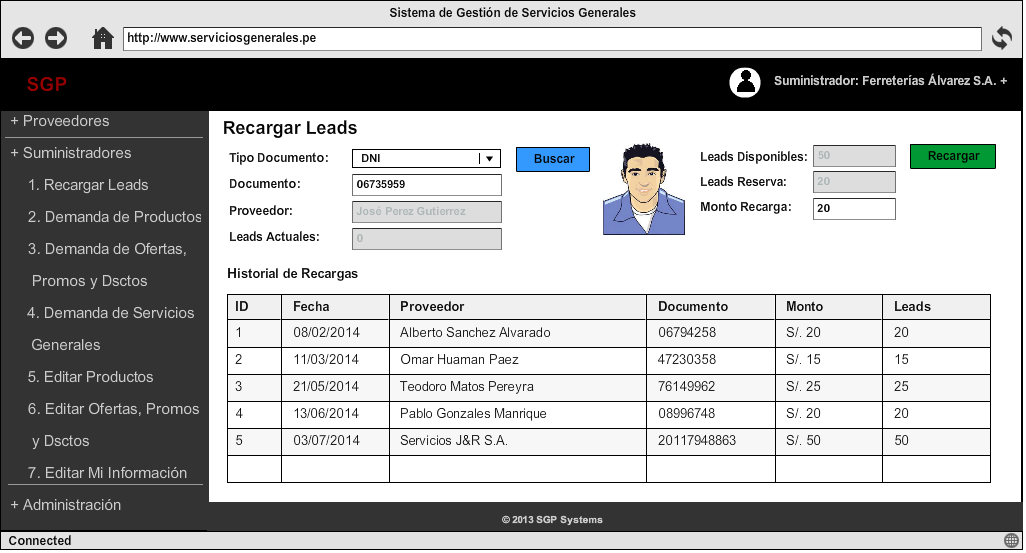 Sistema de Gestión de Servicios Generales
http://www.serviciosgenerales.pe
SGP
Suministrador: Ferreterías Álvarez S.A. +
+ Proveedores
+ Suministradores
1. Recargar Leads
2. Demanda de Productos
3. Demanda de Ofertas,
Promos y Dsctos
4. Demanda de Servicios
Generales
5. Editar Productos
6. Editar Ofertas, Promos
y Dsctos
7. Editar Mi Información
+ Administración
Recargar Leads
Tipo Documento: DNI Buscar
Documento: 06735959
Proveedor: José Perez Gutierrez
Leads Actuales: 0
Leads Disponibles: 50 Recargar
Leads Reserva: 20
Monto Recarga: 20
Historial de Recargas
ID Fecha Proveedor Documento Monto Leads
1 08/02/2014 Alberto Sanchez Alvarado 06794258 S/. 20 20
2 11/03/2014 Omar Huaman Paez 47230358 S/. 15 15
3 21/05/2014 Teodoro Matos Pereyra 76149962 S/. 25 25
4 13/06/2014 Pablo Gonzales Manrique 08996748 S/. 20 20
5 03/07/2014 Servicios J&R S.A. 20117948863 S/. 50 50
© 2013 SGP Systems
Connected